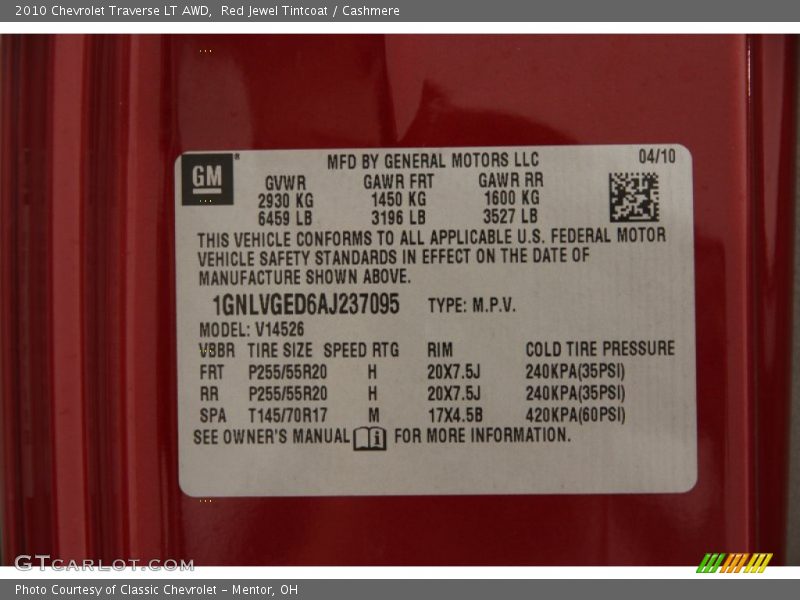 2010 Chevrolet Traverse LT AWD, Red Jewel Tintcoat / Cashmere
GM
MFD BY GENERAL MOTORS LLC 04/10
GVWR GAWR FRT GAWR RR
2930 KG 1450 KG 1600 KG
6459 LB 3196 LB 3527 LB
THIS VEHICLE CONFORMS TO ALL APPLICABLE U.S. FEDERAL MOTOR
VEHICLE SAFETY STANDARDS IN EFFECT ON THE DATE OF
MANUFACTURE SHOWN ABOVE.
1GNLVGED6AJ237095 TYPE: M.P.V.
MODEL: V14526
VBBR TIRE SIZE SPEED RTG RIM COLD TIRE PRESSURE
FRT P255/55R20 H 20X7.5J 240KPA(35PSI)
RR P255/55R20 H 20X7.5J 240KPA(35PSI)
SPA T145/70R17 M 17X4.5B 420KPA(60PSI)
SEE OWNER'S MANUAL FOR MORE INFORMATION.
GTCARLOT.COM
Photo Courtesy of Classic Chevrolet - Mentor, OH